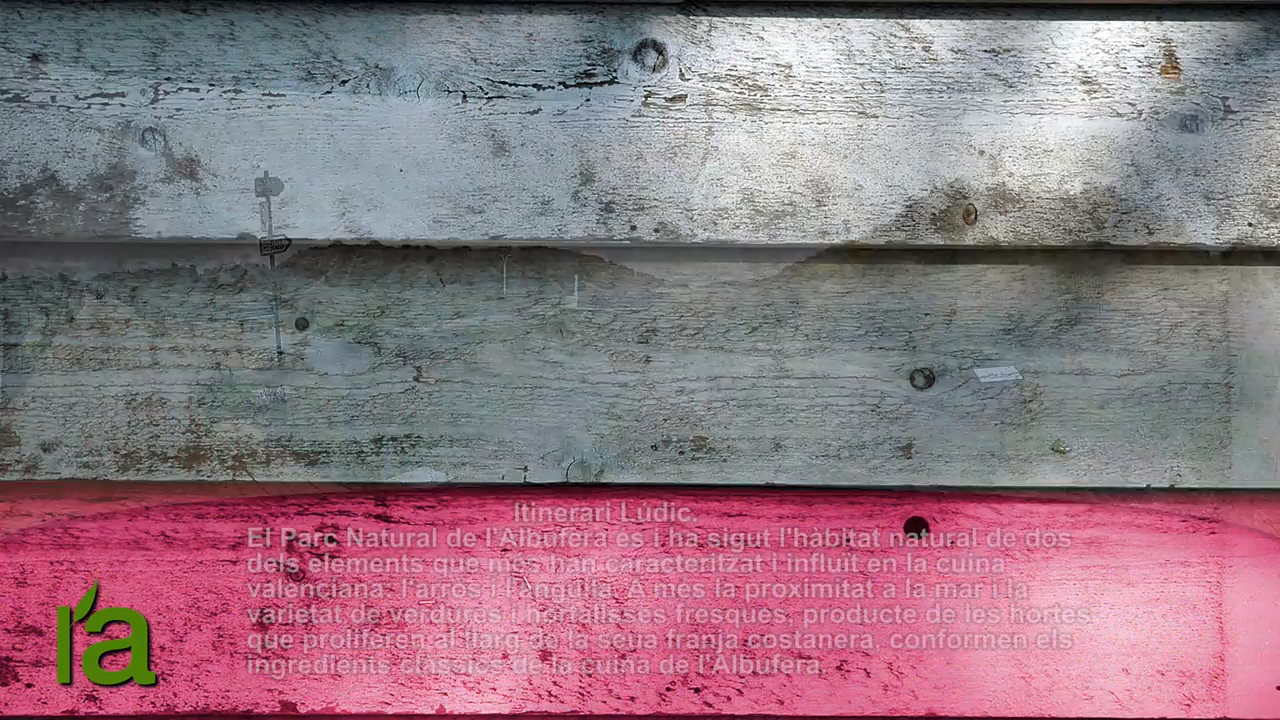 Itinerari Lúdic.
El Parc Natural de l'Albufera es i ha sigut l'hàbitat natural de dos
dels elements que més han caracteritzat i influit en la cuina
valenciana: l'arros i l'anguila. A més la proximitat a la mar i la
varietat de verdures i hortalisses fresques, producte de les hortes
que proliferen al llarg de la seua franja costanera, conformen els
ingredients clàssics de la cuina de l'Albufera.
l'a